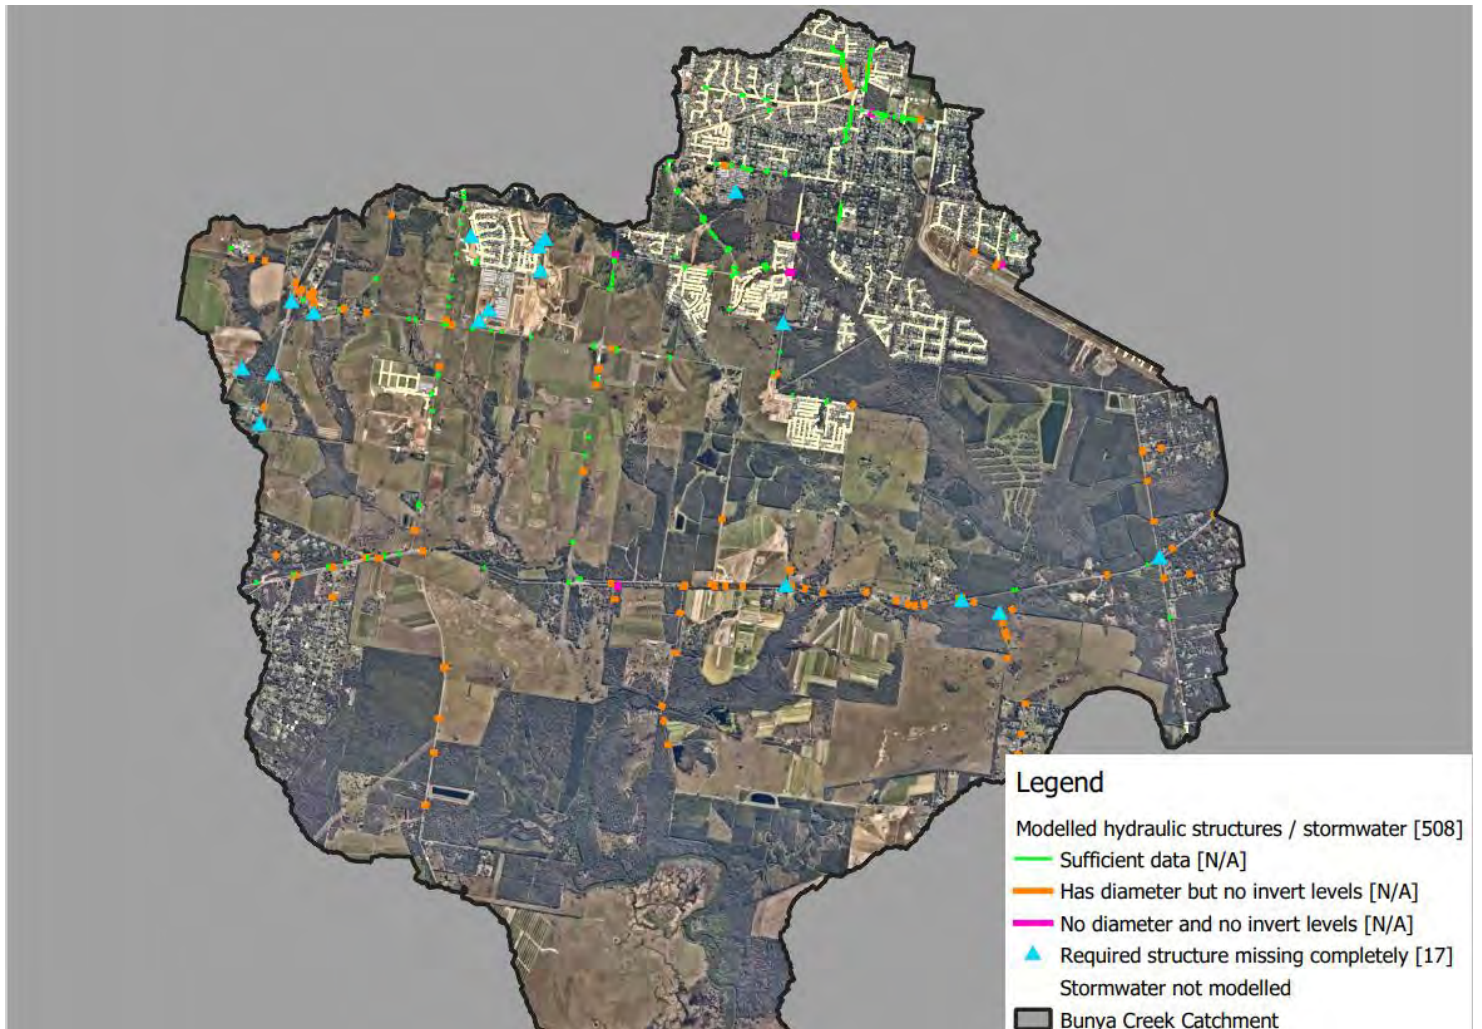 Legend
Modelled hydraulic structures / stormwater [508]
Sufficient data [N/A]
Has diameter but no invert levels [N/A]
No diameter and no invert levels [N/A]
Required structure missing completely [17]
Stormwater not modelled
Bunya Creek Catchment